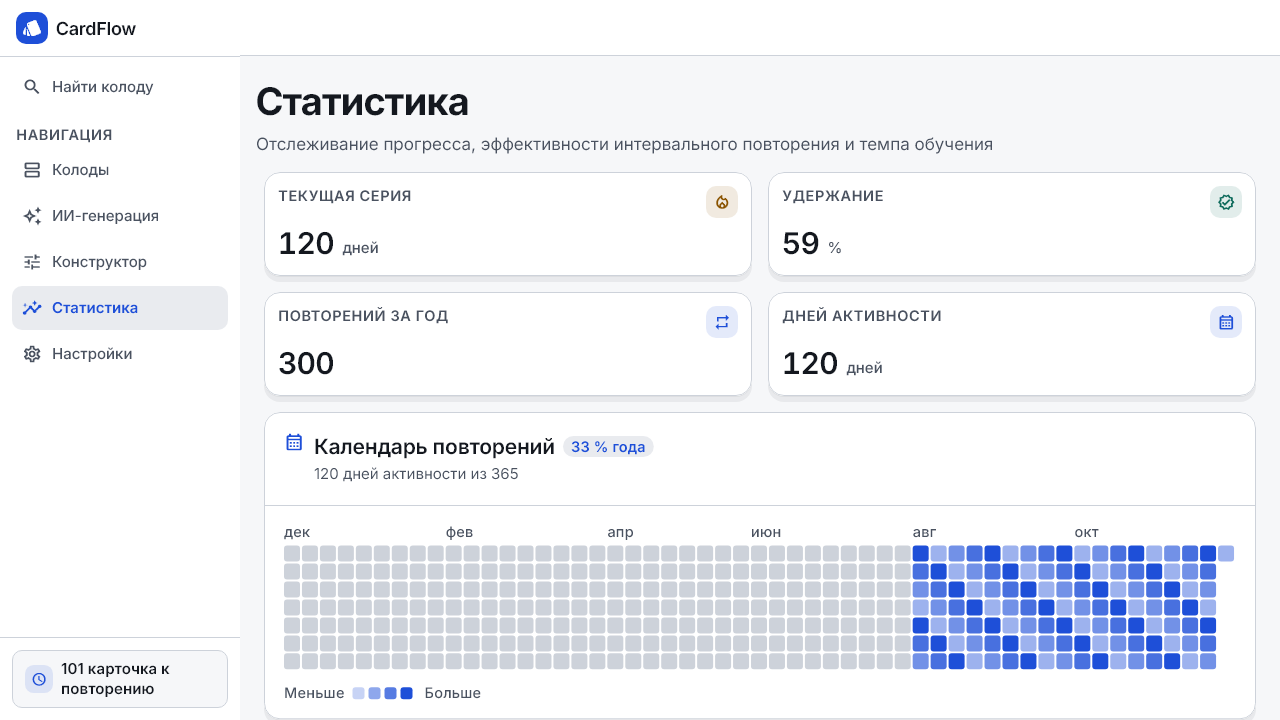 CardFlow
Найти колоду
НАВИГАЦИЯ
Колоды
ИИ-генерация
Конструктор
Статистика
Настройки
101 карточка к
повторению
Статистика
Отслеживание прогресса, эффективности интервального повторения и темпа обучения
ТЕКУЩАЯ СЕРИЯ
120 дней
УДЕРЖАНИЕ
59 %
ПОВТОРЕНИЙ ЗА ГОД
300
ДНЕЙ АКТИВНОСТИ
120 дней
Календарь повторений 33 % года
120 дней активности из 365
дек фев апр июн авг окт
Меньше Больше